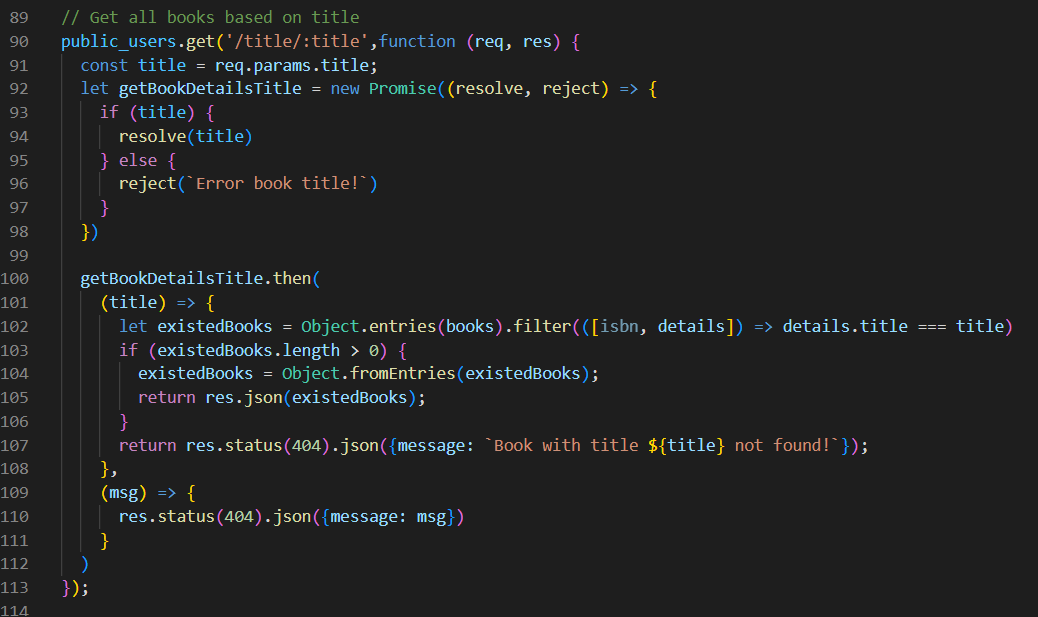 89 // Get all books based on title
90 public_users.get('/title/:title',function (req, res) {
91 const title = req.params.title;
92 let getBookDetailsTitle = new Promise((resolve, reject) => {
93 if (title) {
94 resolve(title)
95 } else {
96 reject(`Error book title!`)
97 }
98 })
99
100 getBookDetailsTitle.then(
101 (title) => {
102 let existedBooks = Object.entries(books).filter(([isbn, details]) => details.title === title)
103 if (existedBooks.length > 0) {
104 existedBooks = Object.fromEntries(existedBooks);
105 return res.json(existedBooks);
106 }
107 return res.status(404).json({message: `Book with title ${title} not found!`});
108 },
109 (msg) => {
110 res.status(404).json({message: msg})
111 }
112 )
113 });
114